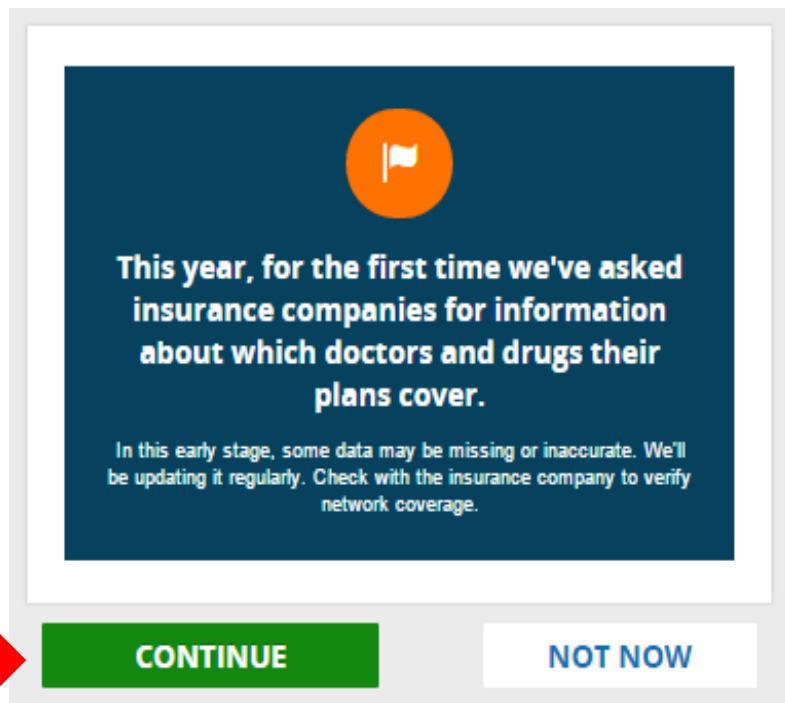 This year, for the first time we've asked
insurance companies for information
about which doctors and drugs their
plans cover.
In this early stage, some data may be missing or inaccurate. We'll
be updating it regularly. Check with the insurance company to verify
network coverage.
CONTINUE
NOT NOW